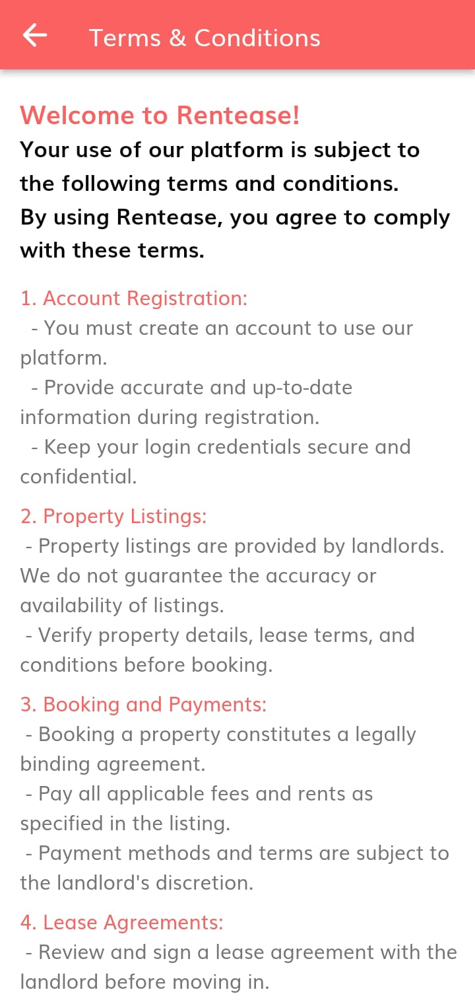 Terms & Conditions
Welcome to Rentease!
Your use of our platform is subject to
the following terms and conditions.
By using Rentease, you agree to comply
with these terms.
1. Account Registration:
- You must create an account to use our
platform.
- Provide accurate and up-to-date
information during registration.
- Keep your login credentials secure and
confidential.
2. Property Listings:
- Property listings are provided by landlords.
We do not guarantee the accuracy or
availability of listings.
- Verify property details, lease terms, and
conditions before booking.
3. Booking and Payments:
- Booking a property constitutes a legally
binding agreement.
- Pay all applicable fees and rents as
specified in the listing.
- Payment methods and terms are subject to
the landlord's discretion.
4. Lease Agreements:
- Review and sign a lease agreement with the
landlord before moving in.